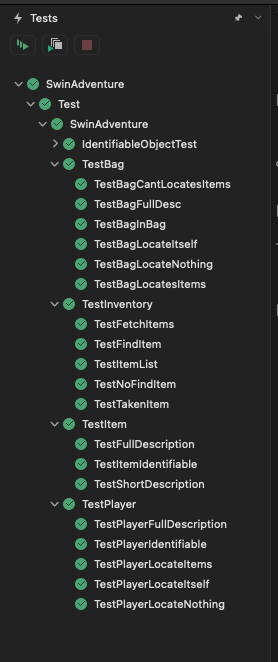 Tests
SwinAdventure
Test
SwinAdventure
IdentifiableObjectTest
TestBag
TestBagCantLocatesItems
TestBagFullDesc
TestBagInBag
TestBagLocateItself
TestBagLocateNothing
TestBagLocatesItems
TestInventory
TestFetchItems
TestFindItem
TestItemList
TestNoFindItem
TestTakenItem
TestItem
TestFullDescription
TestItemIdentifiable
TestShortDescription
TestPlayer
TestPlayerFullDescription
TestPlayerIdentifiable
TestPlayerLocateItems
TestPlayerLocateItself
TestPlayerLocateNothing